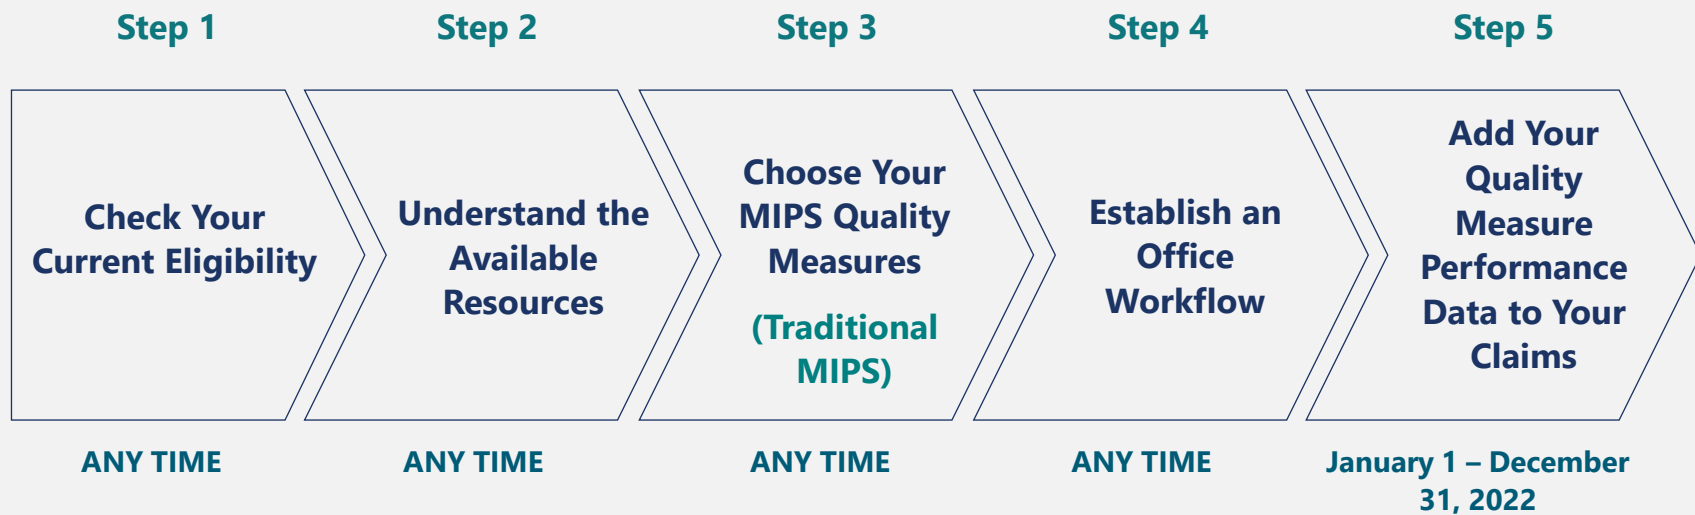 Step 1
Step 2
Step 3
Step 4
Step 5
Check Your
Current Eligibility
Understand the
Available
Resources
Choose Your
MIPS Quality
Measures
(Traditional
MIPS)
Establish an
Office
Workflow
Add Your
Quality
Measure
Performance
Data to Your
Claims
ANY TIME
ANY TIME
ANY TIME
ANY TIME
January 1 – December
31, 2022